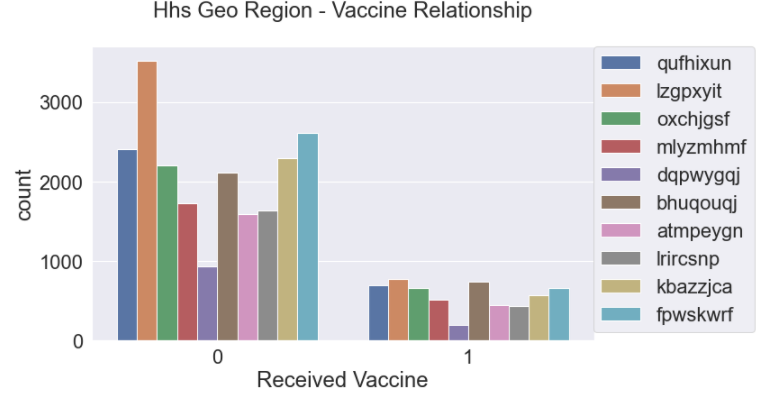 Hhs Geo Region - Vaccine Relationship
3000
2000
1000
0
count
0
1
Received Vaccine
qufhixun
lzgpxyit
oxchjgsf
mlyzmhmf
dqpwygqj
bhuqouqj
atmpeygn
lrircsnp
kbazzjca
fpwskwrf